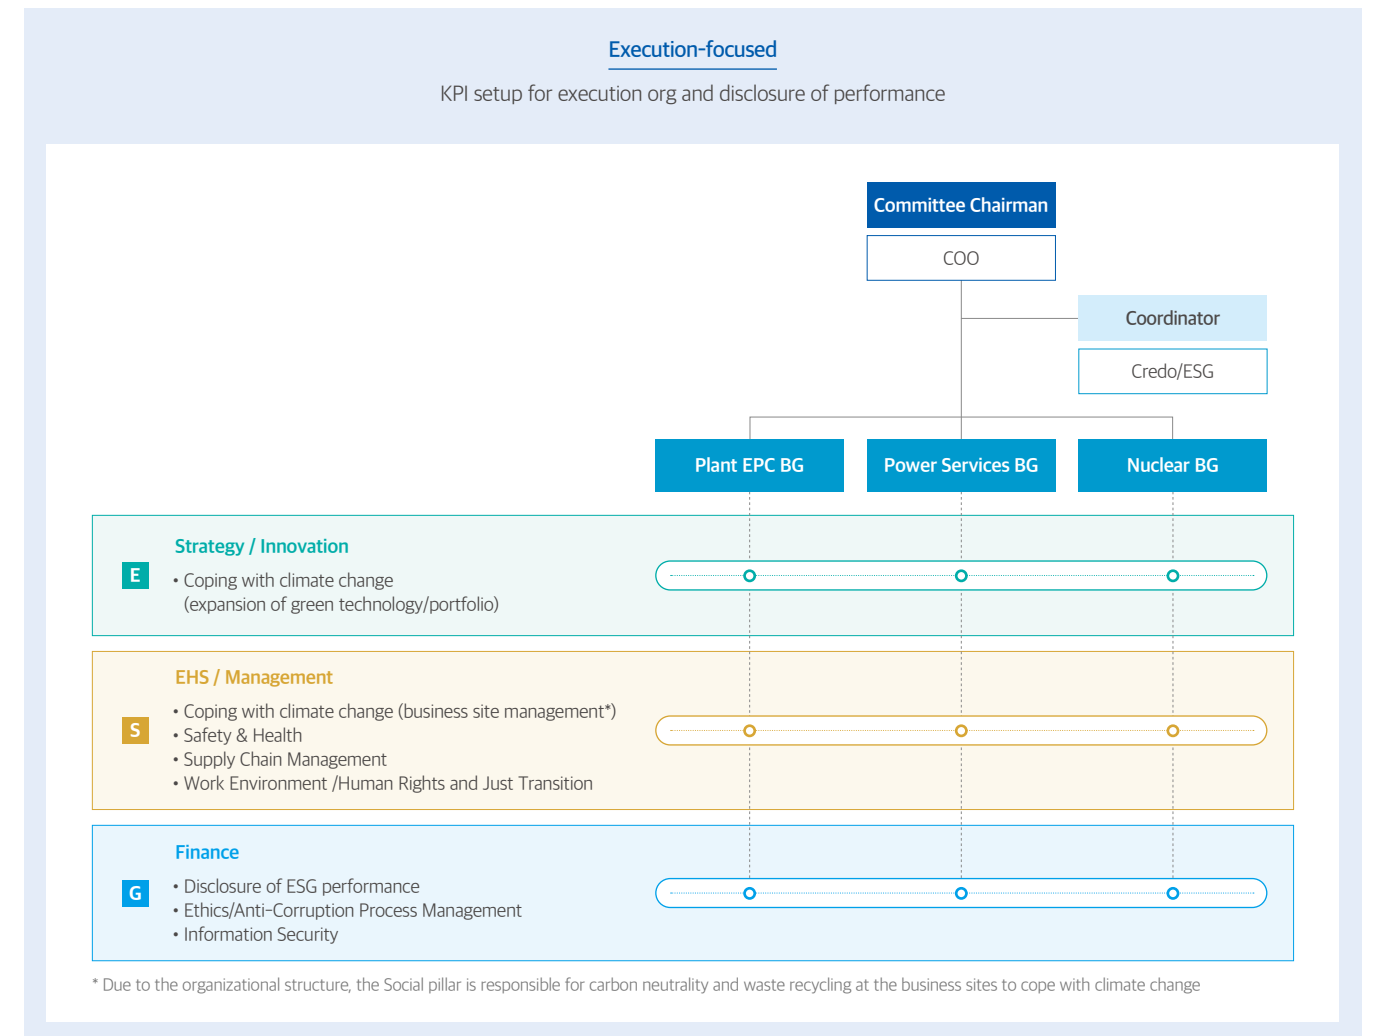 Execution-focused
KPI setup for execution org and disclosure of performance
Committee Chairman
COO
Coordinator
Credo/ESG
Plant EPC BG
Power Services BG
Nuclear BG
Strategy / Innovation
E
• Coping with climate change
(expansion of green technology/portfolio)
EHS / Management
S
• Coping with climate change (business site management*)
• Safety & Health
• Supply Chain Management
• Work Environment /Human Rights and Just Transition
Finance
G
• Disclosure of ESG performance
• Ethics/Anti-Corruption Process Management
• Information Security
* Due to the organizational structure, the Social pillar is responsible for carbon neutrality and waste recycling at the business sites to cope with climate change